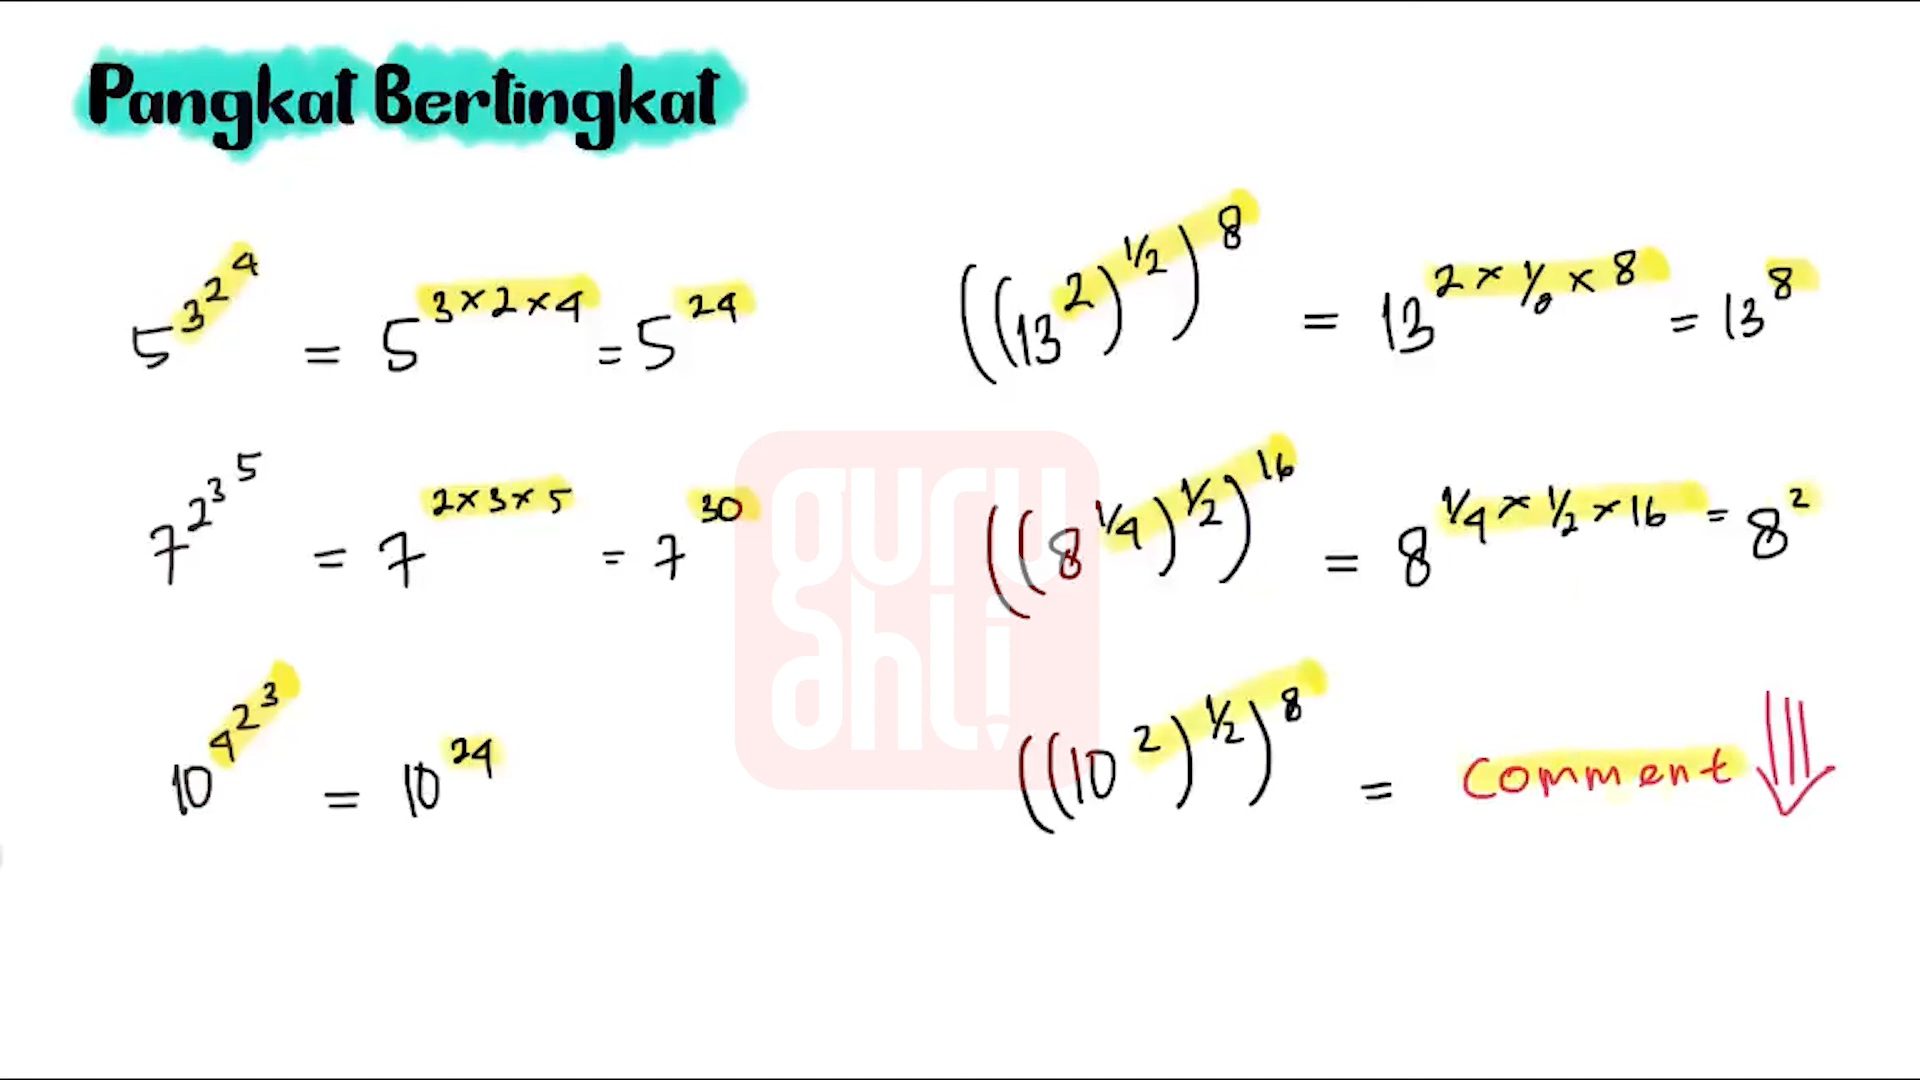 Pangkat Bertingkat
5^3^2^4 = 5^(3×2×4) = 5^24
((13^2)^(1/2))^8 = 13^(2 × 1/2 × 8) = 13^8
7^2^3^5 = 7^(2×3×5) = 7^30
((8^(1/4))^(1/2))^16 = 8^(1/4 × 1/2 × 16) = 8^2
10^4^2^3 = 10^24
((10^2)^(1/2))^8 = comment
guru
ahli